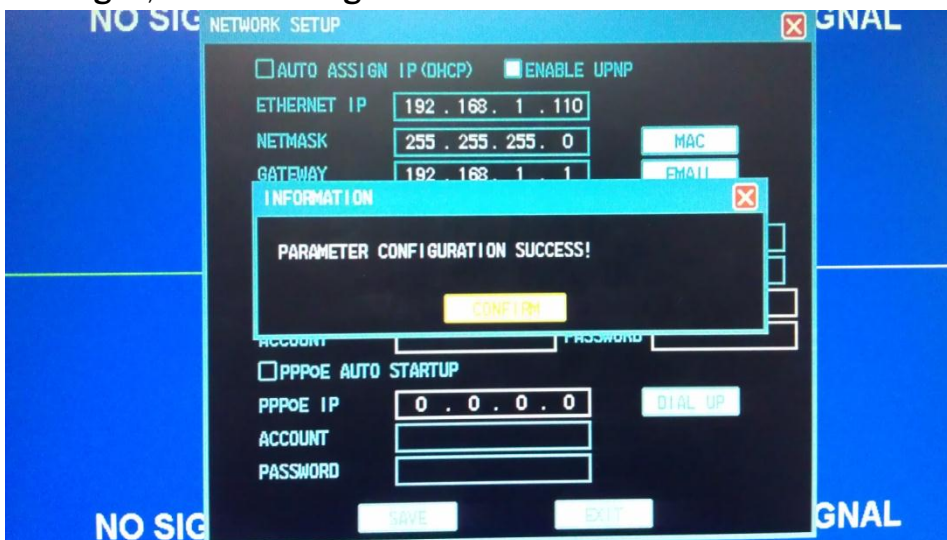 NO SIG
GNAL
NETWORK SETUP
AUTO ASSIGN IP(DHCP) ENABLE UPNP
ETHERNET IP 192 . 168 . 1 . 110
NETMASK 255 . 255 . 255 . 0 MAC
GATEWAY 192 . 168 . 1 . 1 EMAIL
INFORMATION
PARAMETER CONFIGURATION SUCCESS!
CONFIRM
ACCOUNT PASSWORD
PPPOE AUTO STARTUP
PPPOE IP 0 . 0 . 0 . 0 DIAL UP
ACCOUNT
PASSWORD
SAVE EXIT
NO SIG
GNAL